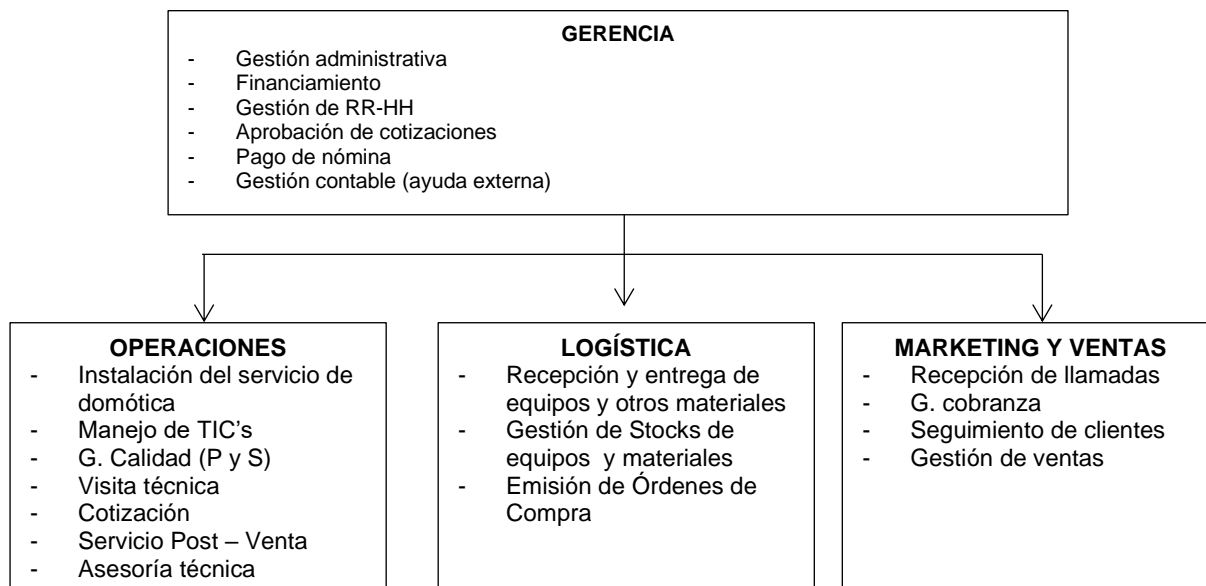 GERENCIA
- Gestión administrativa
- Financiamiento
- Gestión de RR-HH
- Aprobación de cotizaciones
- Pago de nómina
- Gestión contable (ayuda externa)
OPERACIONES
- Instalación del servicio de
domótica
- Manejo de TIC's
- G. Calidad (P y S)
- Visita técnica
- Cotización
- Servicio Post – Venta
- Asesoría técnica
LOGÍSTICA
- Recepción y entrega de
equipos y otros materiales
- Gestión de Stocks de
equipos y materiales
- Emisión de Órdenes de
Compra
MARKETING Y VENTAS
- Recepción de llamadas
- G. cobranza
- Seguimiento de clientes
- Gestión de ventas